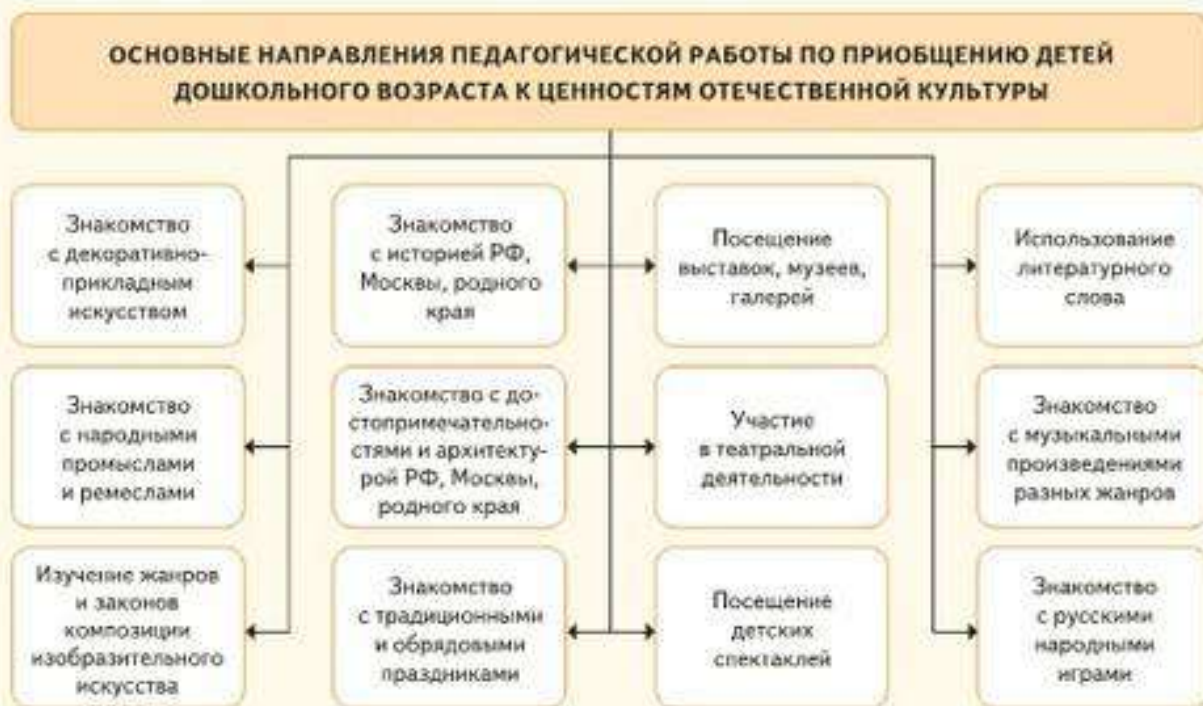 ОСНОВНЫЕ НАПРАВЛЕНИЯ ПЕДАГОГИЧЕСКОЙ РАБОТЫ ПО ПРИОБЩЕНИЮ ДЕТЕЙ
ДОШКОЛЬНОГО ВОЗРАСТА К ЦЕННОСТЯМ ОТЕЧЕСТВЕННОЙ КУЛЬТУРЫ
Знакомство
с декоративно-
прикладным
искусством
Знакомство
с историей РФ,
Москвы, родного
края
Посещение
выставок, музеев,
галерей
Использование
литературного
слова
Знакомство
с народными
промыслами
и ремеслами
Знакомство с до-
стопримечательно-
стями и архитекту-
рой РФ, Москвы,
родного края
Участие
в театральной
деятельности
Знакомство
с музыкальными
произведениями
разных жанров
Изучение жанров
и законов
композиции
изобразительного
искусства
Знакомство
с традиционными
и обрядовыми
праздниками
Посещение
детских
спектаклей
Знакомство
с русскими
народными
играми